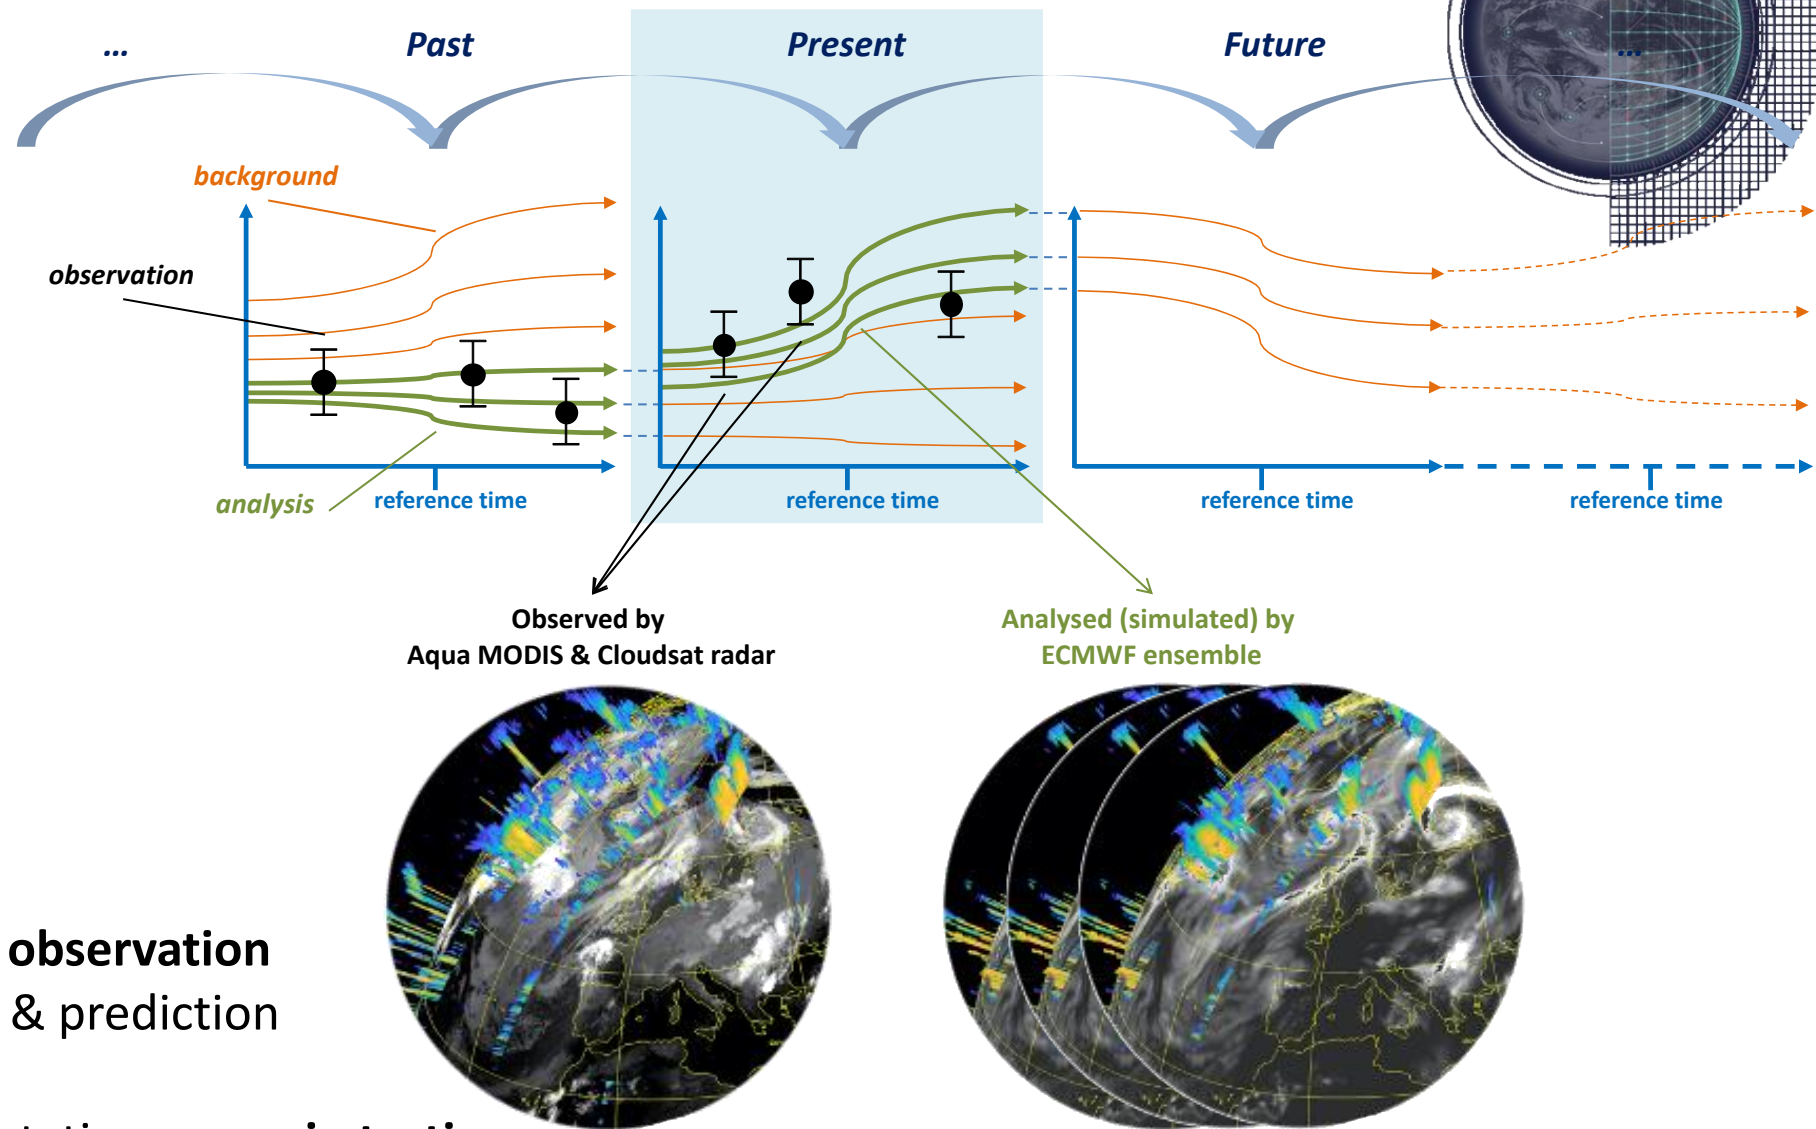 ...
Past
Present
Future
...
background
observation
analysis
reference time
reference time
reference time
reference time
Observed by
Aqua MODIS & Cloudsat radar
Analysed (simulated) by
ECMWF ensemble
observation
& prediction